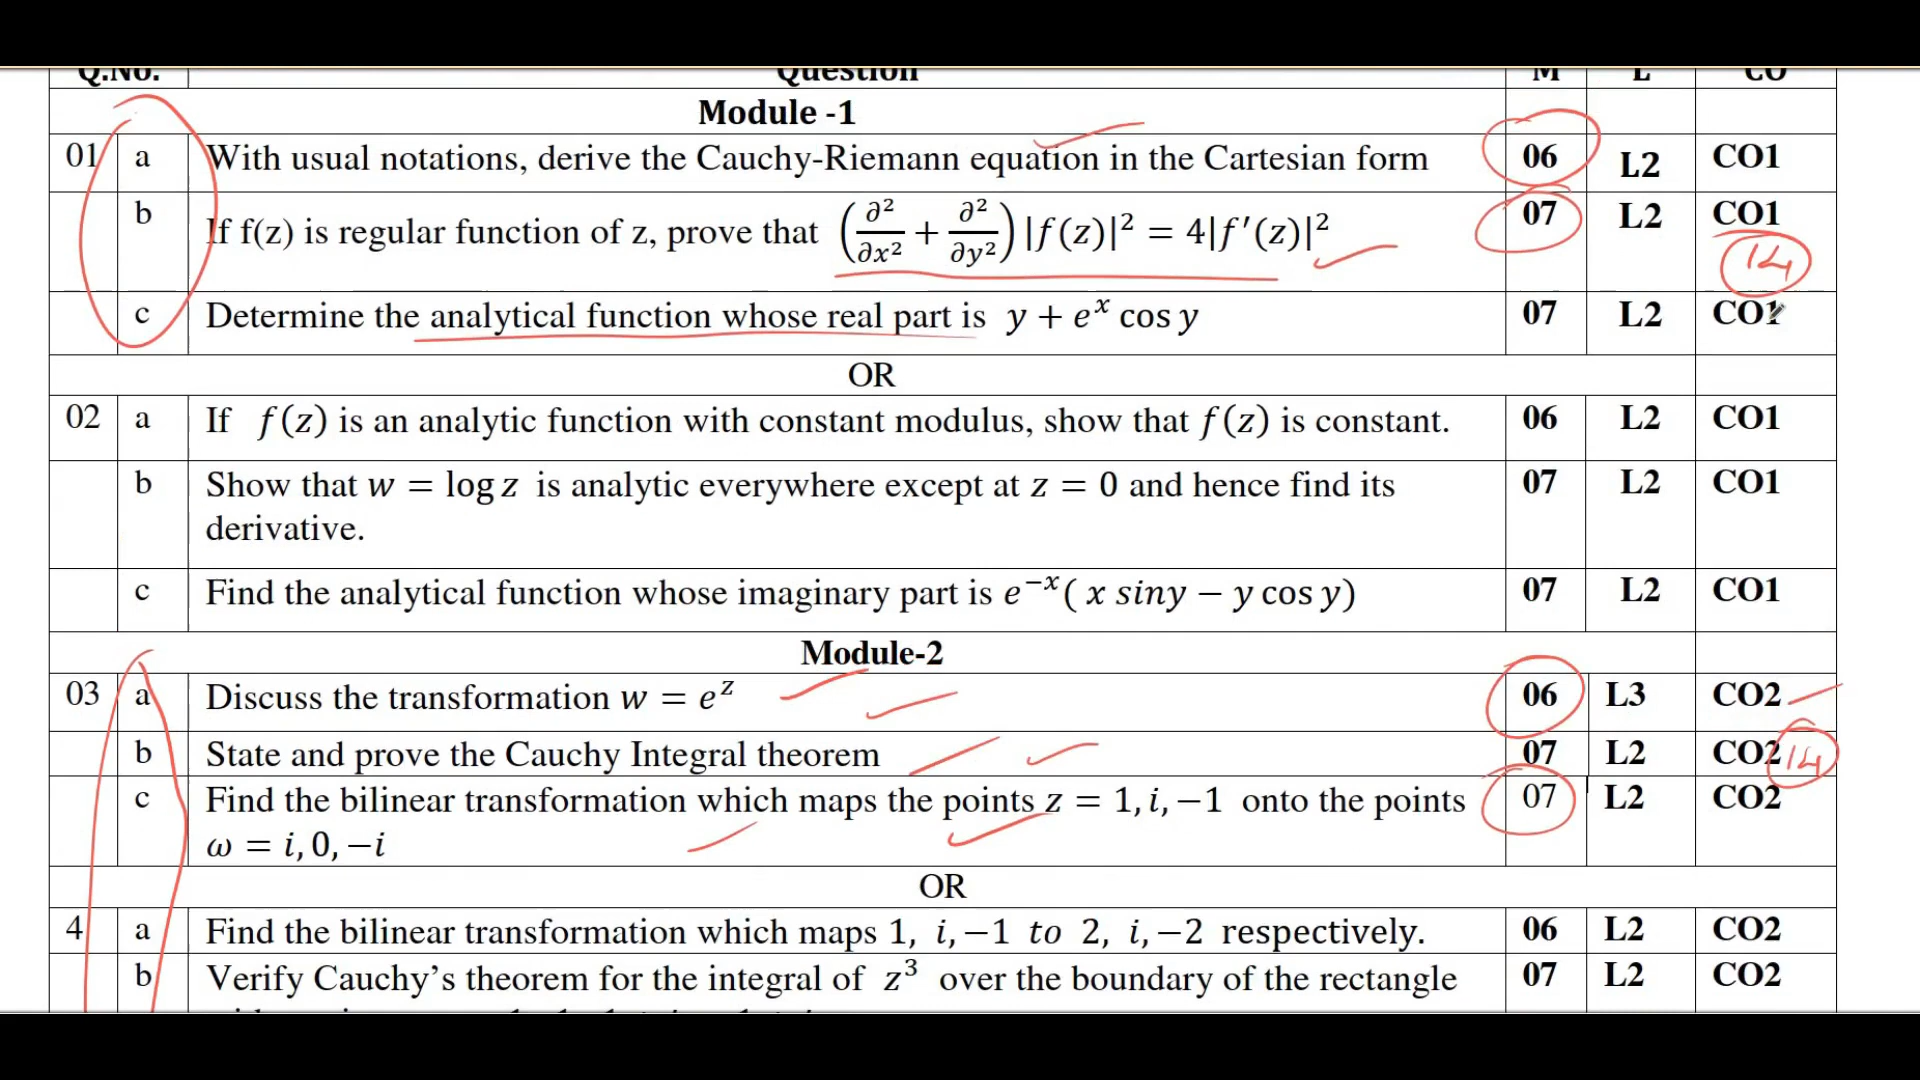 Q.No. Question M L CO
Module -1
01 a With usual notations, derive the Cauchy-Riemann equation in the Cartesian form 06 L2 CO1
b If f(z) is regular function of z, prove that (∂²/∂x² + ∂²/∂y²) |f(z)|² = 4|f′(z)|² 07 L2 CO1
14
c Determine the analytical function whose real part is y + eˣ cos y 07 L2 CO1
OR
02 a If f(z) is an analytic function with constant modulus, show that f(z) is constant. 06 L2 CO1
b Show that w = log z is analytic everywhere except at z = 0 and hence find its 07 L2 CO1
derivative.
c Find the analytical function whose imaginary part is e⁻ˣ( x siny − y cos y) 07 L2 CO1
Module-2
03 a Discuss the transformation w = eᶻ 06 L3 CO2
b State and prove the Cauchy Integral theorem 07 L2 CO2 14
c Find the bilinear transformation which maps the points z = 1, i, −1 onto the points 07 L2 CO2
ω = i, 0, −i
OR
4 a Find the bilinear transformation which maps 1, i, −1 to 2, i, −2 respectively. 06 L2 CO2
b Verify Cauchy’s theorem for the integral of z³ over the boundary of the rectangle 07 L2 CO2